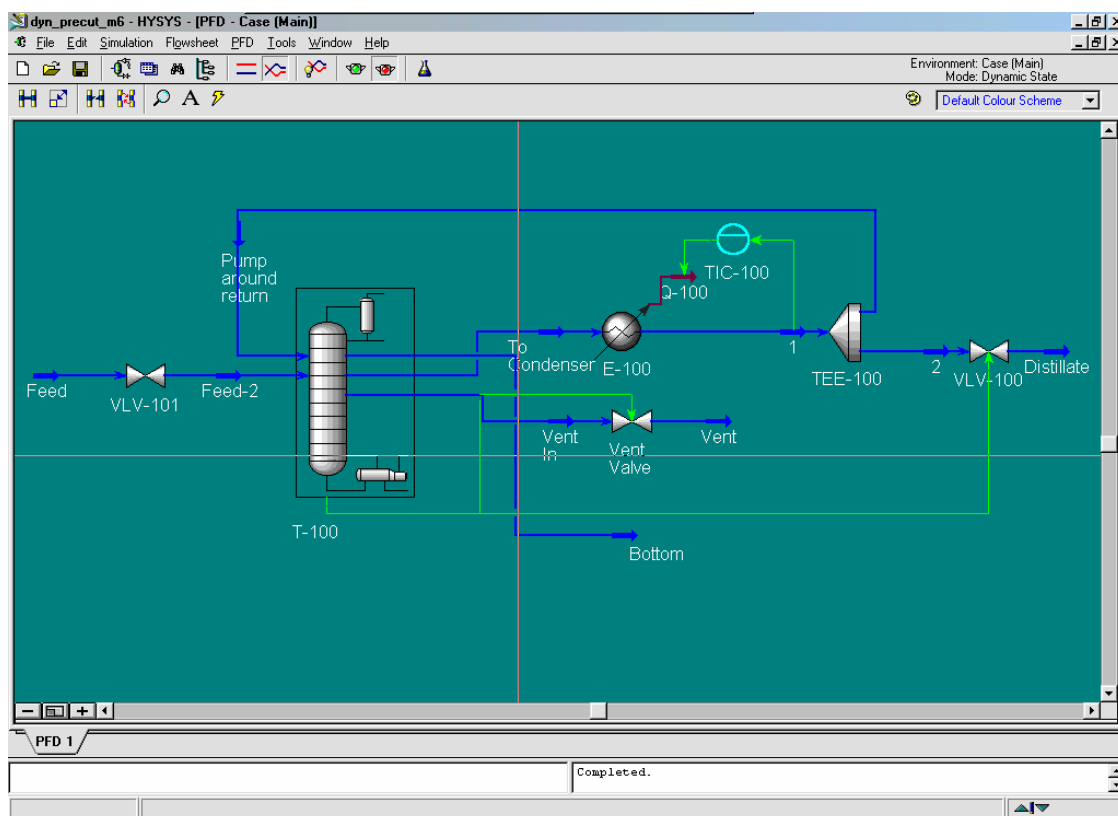 dyn_precut_m6 - HYSYS - [PFD - Case (Main)]
File Edit Simulation Flowsheet PFD Tools Window Help
Environment: Case (Main)
Mode: Dynamic State
A
Default Colour Scheme
Pump
around
return
TIC-100
Q-100
To
Condenser
E-100
1
TEE-100
2
VLV-100
Distillate
Feed
VLV-101
Feed-2
Vent
In
Vent
Valve
Vent
T-100
Bottom
PFD 1
Completed.